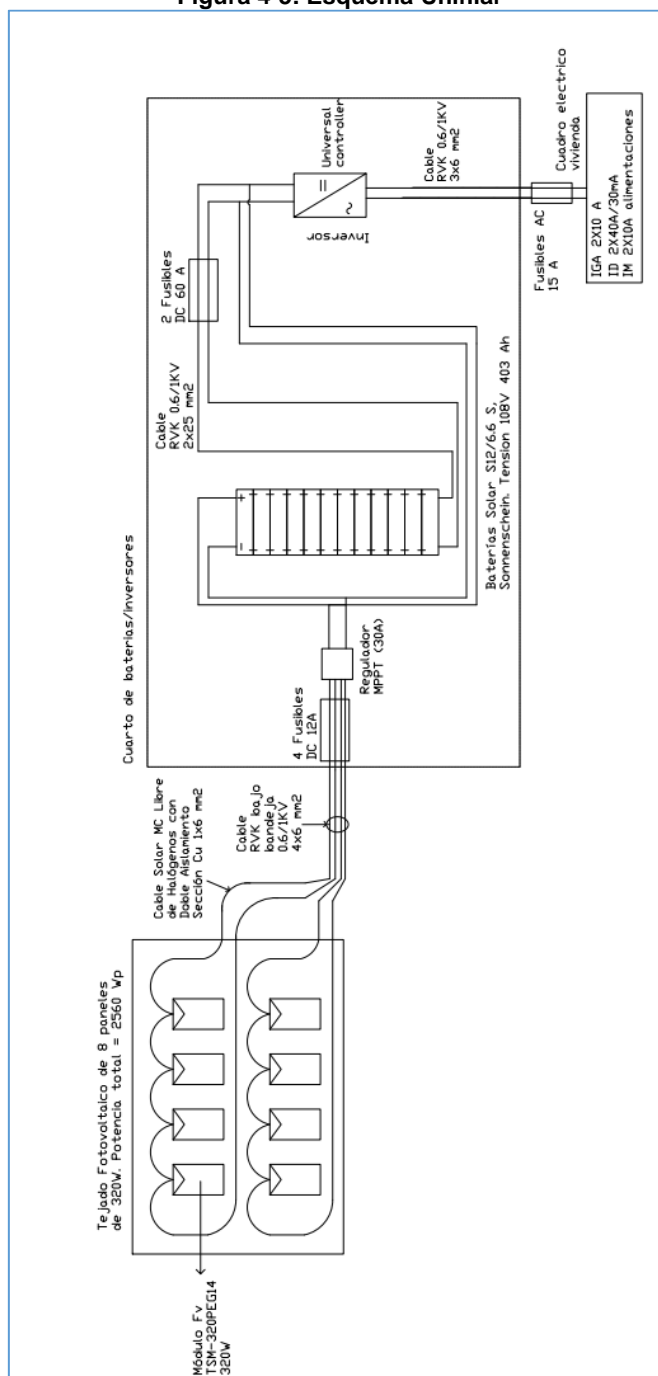 Esquema Unifilar
Tejado Fotovoltaico de 8 paneles
de 320W. Potencia total = 2560 Wp
Módulo Fv
TSM-320PEG14
320W
Cable Solar MC Libre
de Halógenos con
Doble Aislamiento
Sección Cu 1x6 mm2
Cable
RVK bajo
bandeja
0.6/1KV
4x6 mm2
Cuarto de baterías/inversores
4 Fusibles
DC 12A
Regulador
MPPT (30A)
+
-
Baterías Solar S12/6.6 S,
Sonnenschein. Tension 108V 403 Ah
Cable
RVK 0.6/1KV
2x25 mm2
2 Fusibles
DC 60 A
Universal
controller
=
~
Inversor
Cable
RVK 0.6/1KV
3x6 mm2
Fusibles AC
15 A
Cuadro electrico
vivienda
IGA 2X10 A
ID 2X40A/30mA
IM 2X10A alimentaciones